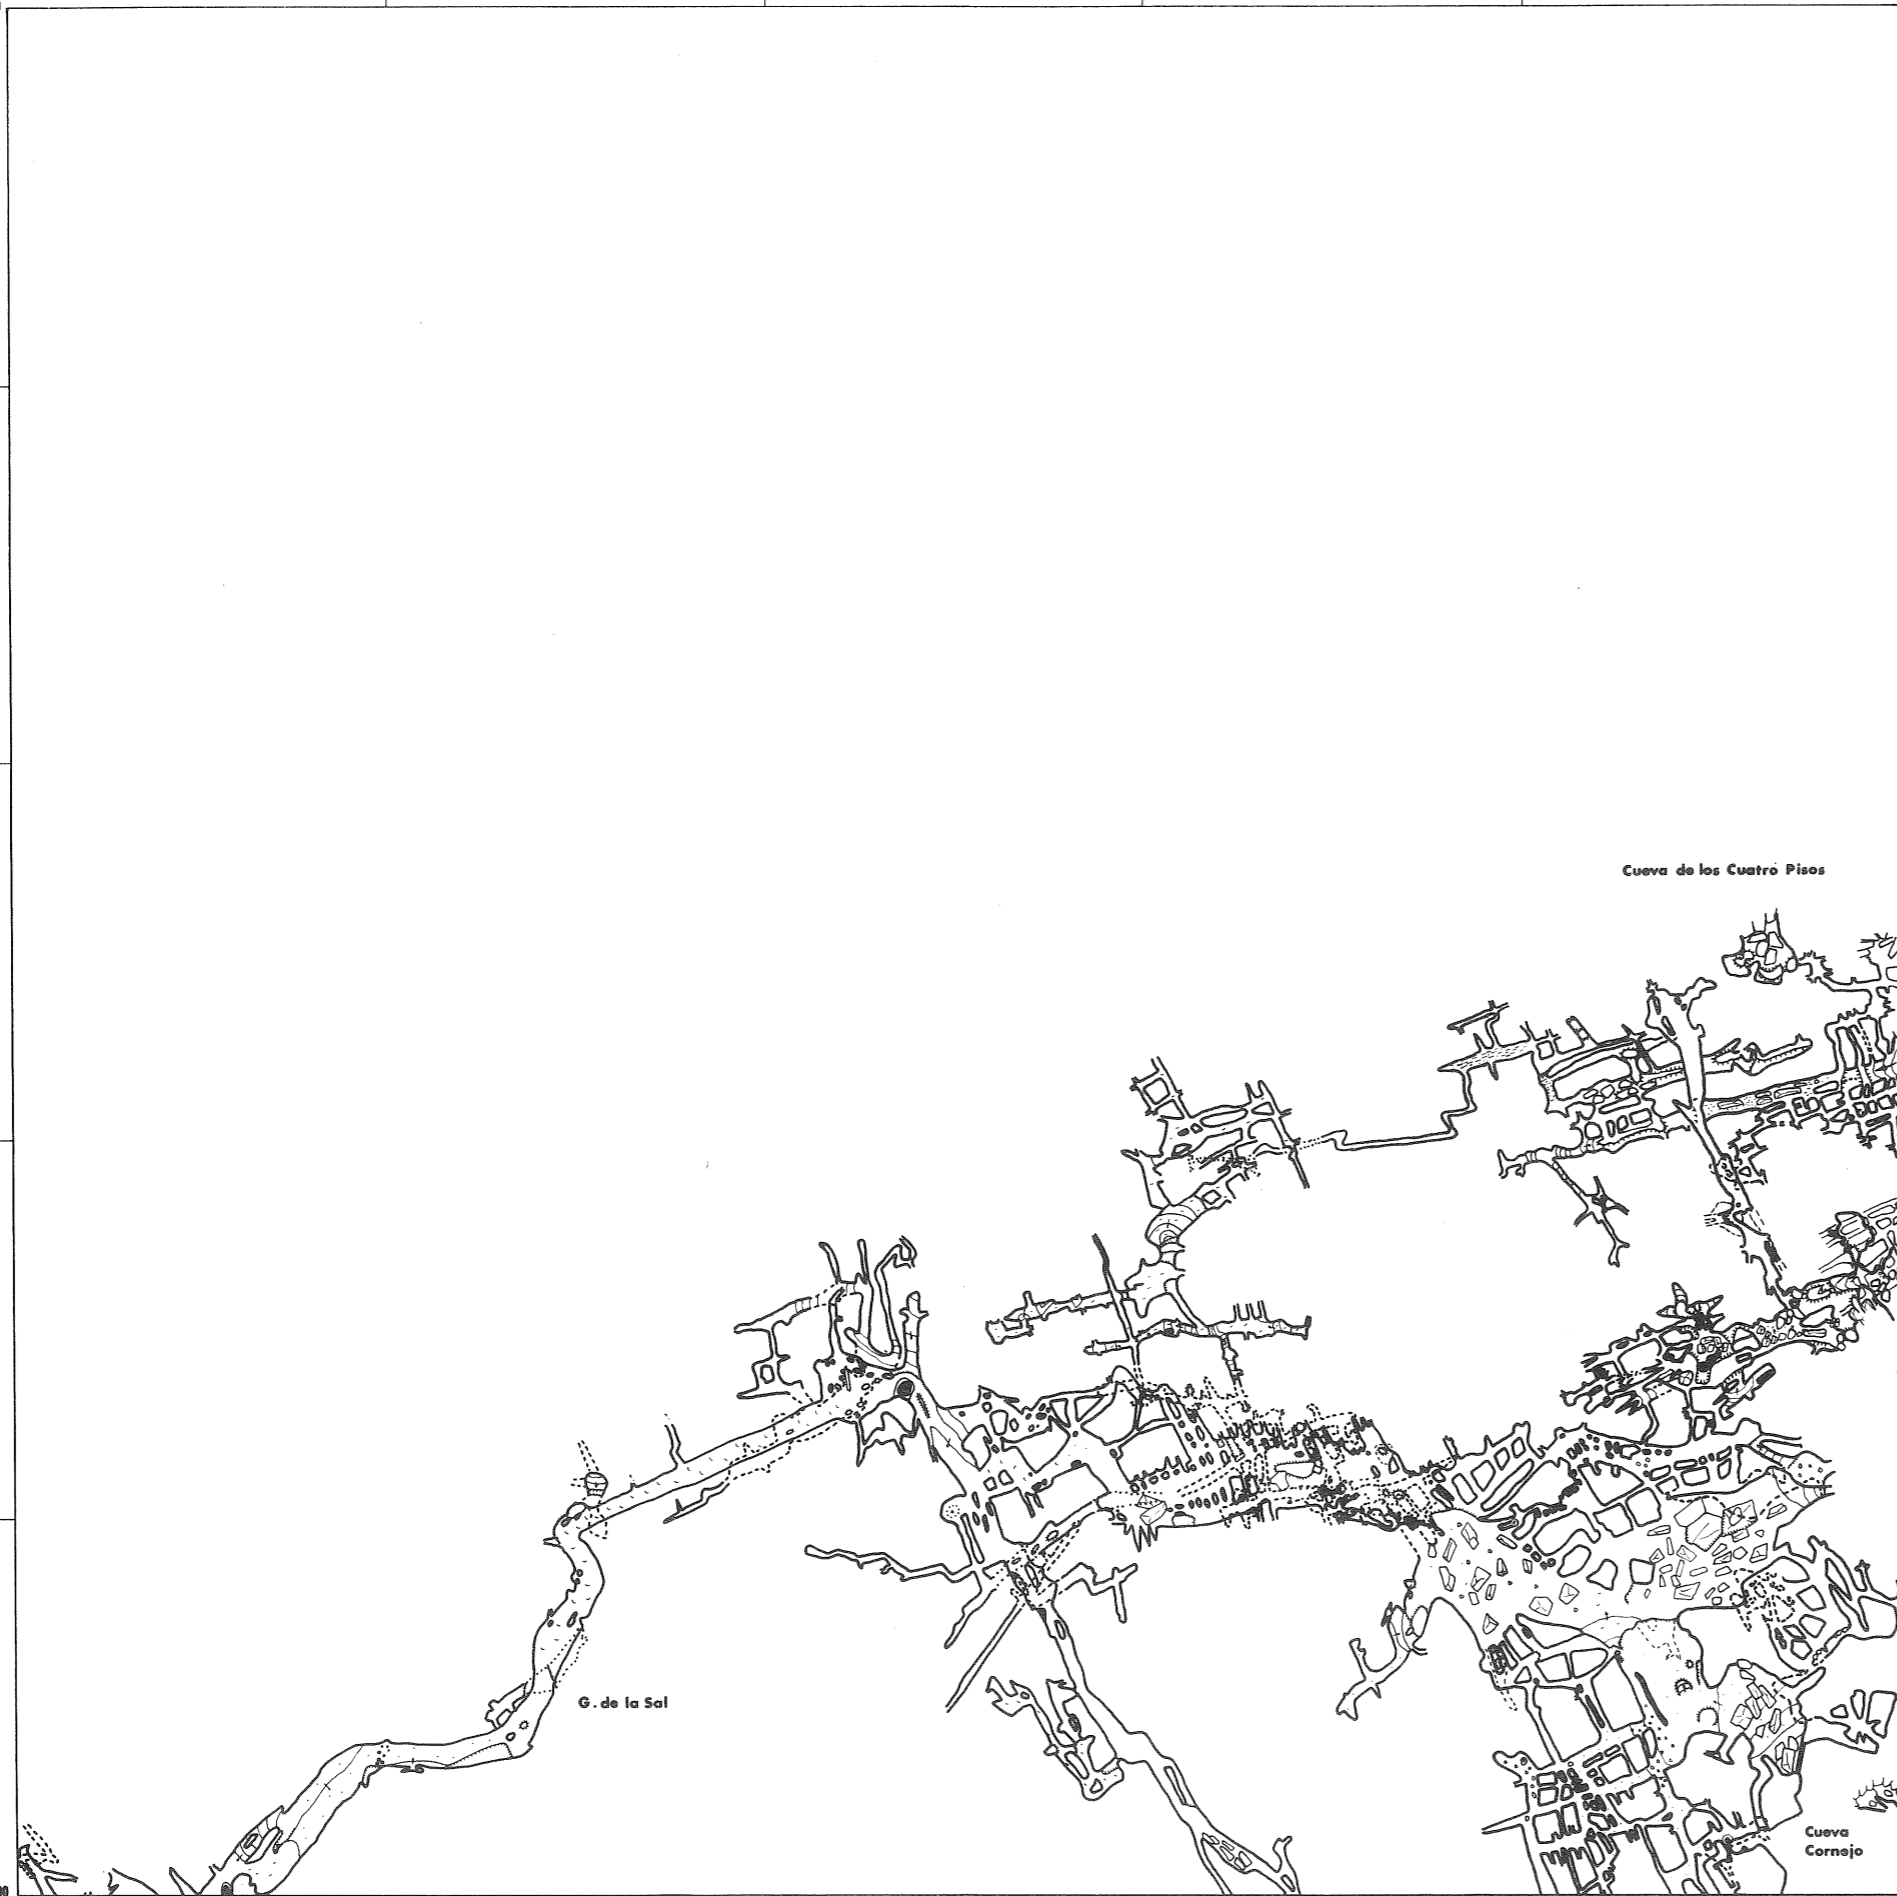 Cueva de los Cuatro Pisos
G. de la Sal
Cueva
Cornejo